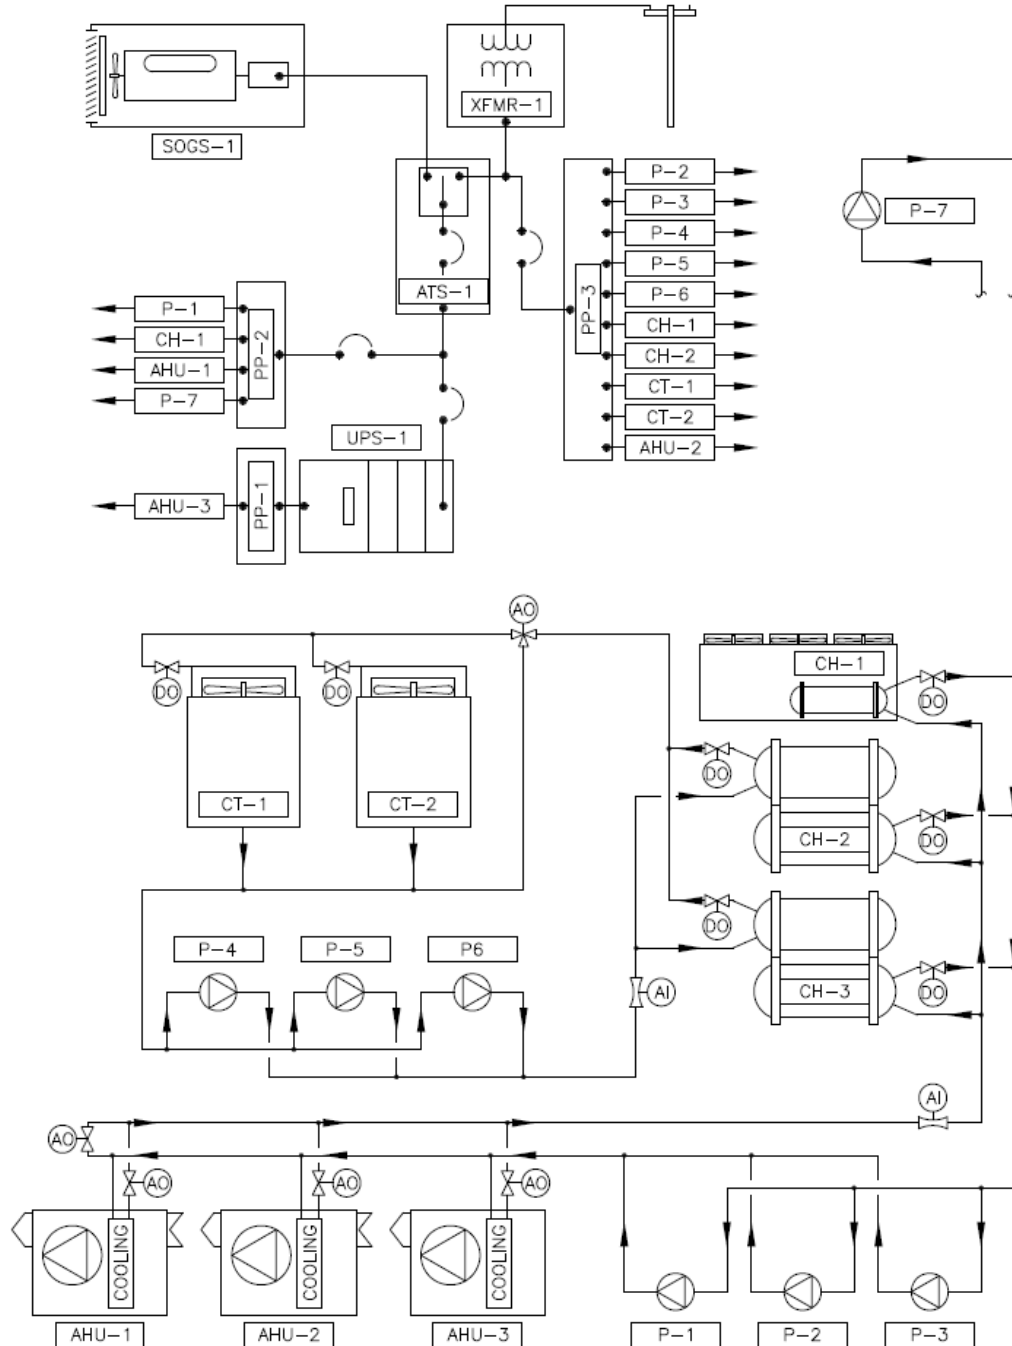 XFMR-1
SOGS-1
P-2
P-3
P-7
P-4
P-5
ATS-1
P-6
P-1
PP-3
CH-1
CH-1
PP-2
CH-2
AHU-1
CT-1
P-7
CT-2
UPS-1
AHU-2
PP-1
AHU-3
AO
CH-1
DO
DO
DO
DO
CT-1
CT-2
DO
CH-2
DO
DO
P-4
P-5
P6
AI
CH-3
DO
AI
AO
AO
AO
AO
COOLING
COOLING
COOLING
AHU-1
AHU-2
AHU-3
P-1
P-2
P-3